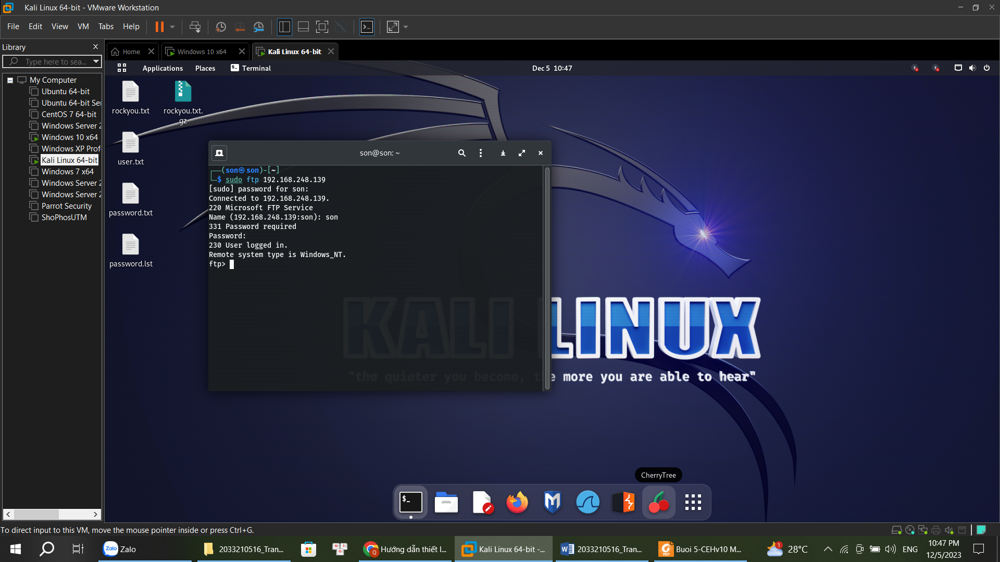 Kali Linux 64-bit - VMware Workstation
File Edit View VM Tabs Help
Library
Type here to sea...
Home
Windows 10 x64
Kali Linux 64-bit
My Computer
Ubuntu 64-bit
Ubuntu 64-bit Ser
CentOS 7 64-bit
Windows Server 2
Windows 10 x64
Windows XP Prof
Kali Linux 64-bit
Windows 7 x64
Windows Server 2
Windows Server 2
Parrot Security
ShoPhosUTM
Applications Places Terminal
Dec 5 10:47
rockyou.txt
rockyou.txt.
gz
user.txt
password.txt
password.lst
son@son: ~
┌──(son㉿son)-[~]
└─$ sudo ftp 192.168.248.139
[sudo] password for son:
Connected to 192.168.248.139.
220 Microsoft FTP Service
Name (192.168.248.139:son): son
331 Password required
Password:
230 User logged in.
Remote system type is Windows_NT.
ftp>
KALI LINUX
"the quieter you become, the more you are able to hear"
CherryTree
To direct input to this VM, move the mouse pointer inside or press Ctrl+G.
Zalo
Zalo
2033210516_Tran...
Hướng dẫn thiết l...
Kali Linux 64-bit -...
2033210516_Tran...
Buoi 5-CEHv10 M...
1
28°C
ENG
10:47 PM
12/5/2023